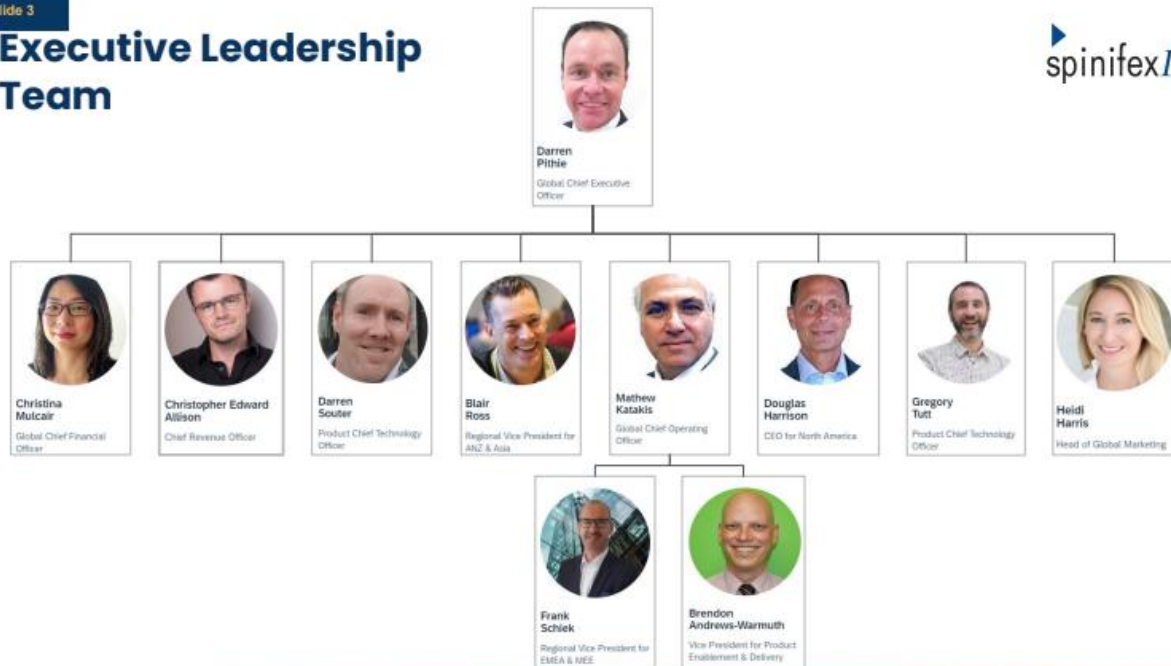 lide 3
Executive Leadership
Team
spinifex
Darren
Pithie
Global Chief Executive
Officer
Christina
Mulcair
Global Chief Financial
Officer
Christopher Edward
Allison
Chief Revenue Officer
Darren
Souter
Product Chief Technology
Officer
Blair
Ross
Regional Vice President for
ANZ & Asia
Mathew
Katakis
Global Chief Operating
Officer
Douglas
Harrison
CEO for North America
Gregory
Tutt
Product Chief Technology
Officer
Heidi
Harris
Head of Global Marketing
Frank
Schiek
Regional Vice President for
EMEA & MEE
Brendon
Andrews-Warmuth
Vice President for Product
Enablement & Delivery